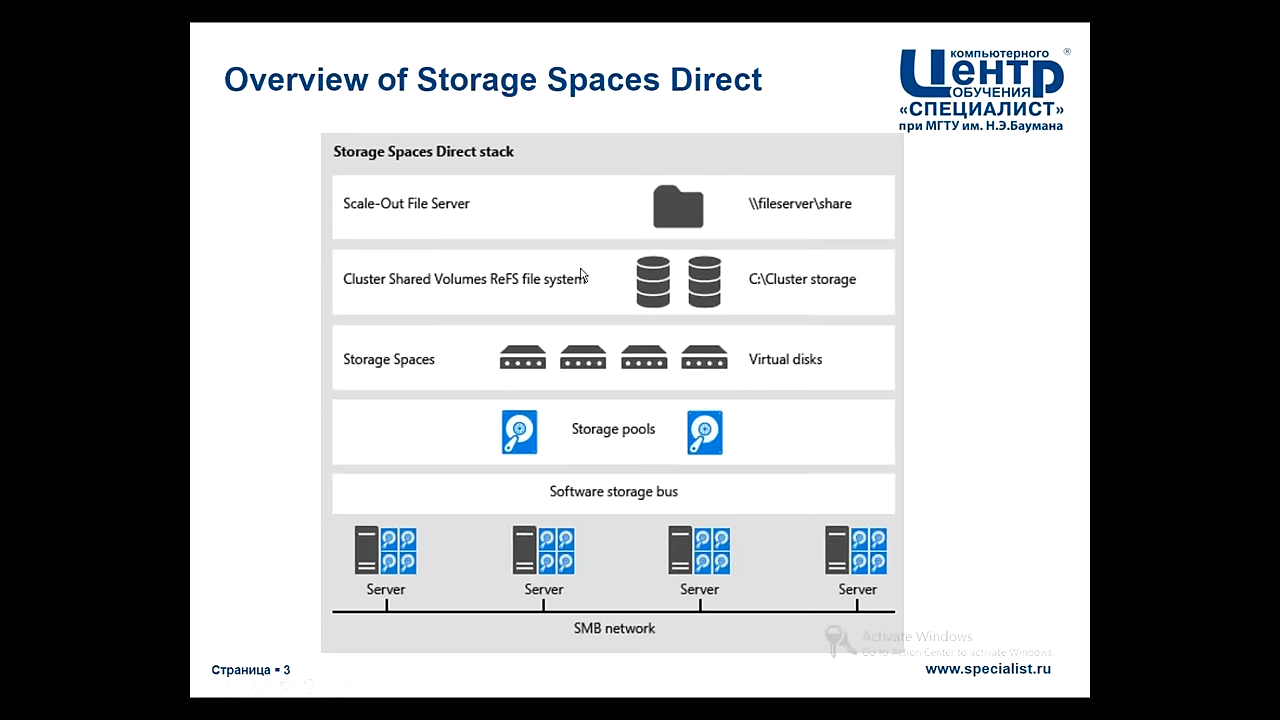 Overview of Storage Spaces Direct
компьютерного
Центр
ОБУЧЕНИЯ
«СПЕЦИАЛИСТ»
при МГТУ им. Н.Э.Баумана
®
Storage Spaces Direct stack
Scale-Out File Server
\\fileserver\share
Cluster Shared Volumes ReFS file system
C:\Cluster storage
Storage Spaces
Virtual disks
Storage pools
Software storage bus
Server Server Server Server
SMB network
Activate Windows
Go to Action Center to activate Windows
Страница ▪ 3
www.specialist.ru